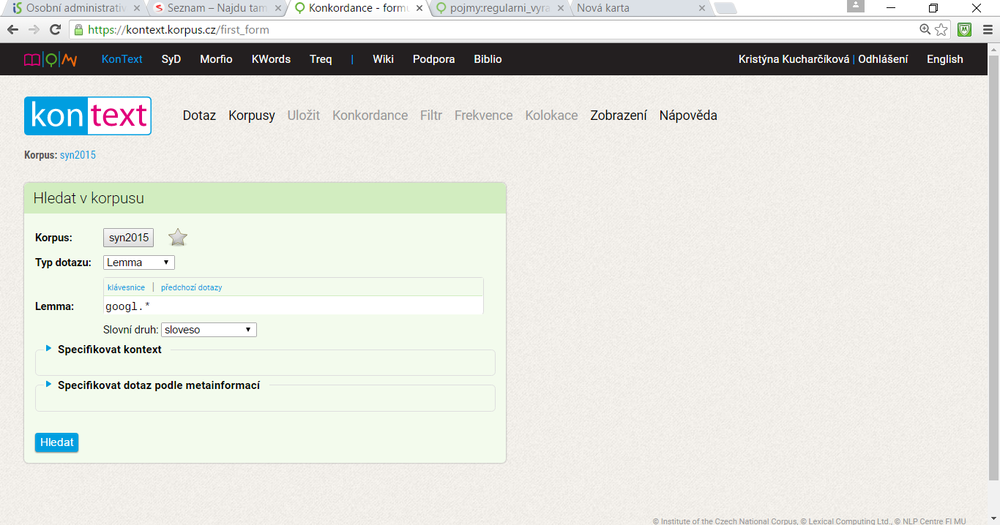 Osobní administrativ Seznam – Najdu tam Konkordance - formu pojmy:regularni_vyra Nová karta
https://kontext.korpus.cz/first_form
KonText SyD Morfio KWords Treq | Wiki Podpora Biblio Kristýna Kucharčíková | Odhlášení English
kontext Dotaz Korpusy Uložit Konkordance Filtr Frekvence Kolokace Zobrazení Nápověda
Korpus: syn2015
Hledat v korpusu
Korpus: syn2015
Typ dotazu: Lemma
klávesnice | předchozí dotazy
Lemma: googl.*
Slovní druh: sloveso
Specifikovat kontext
Specifikovat dotaz podle metainformací
Hledat
© Institute of the Czech National Corpus, © Lexical Computing Ltd., © NLP Centre FI MU